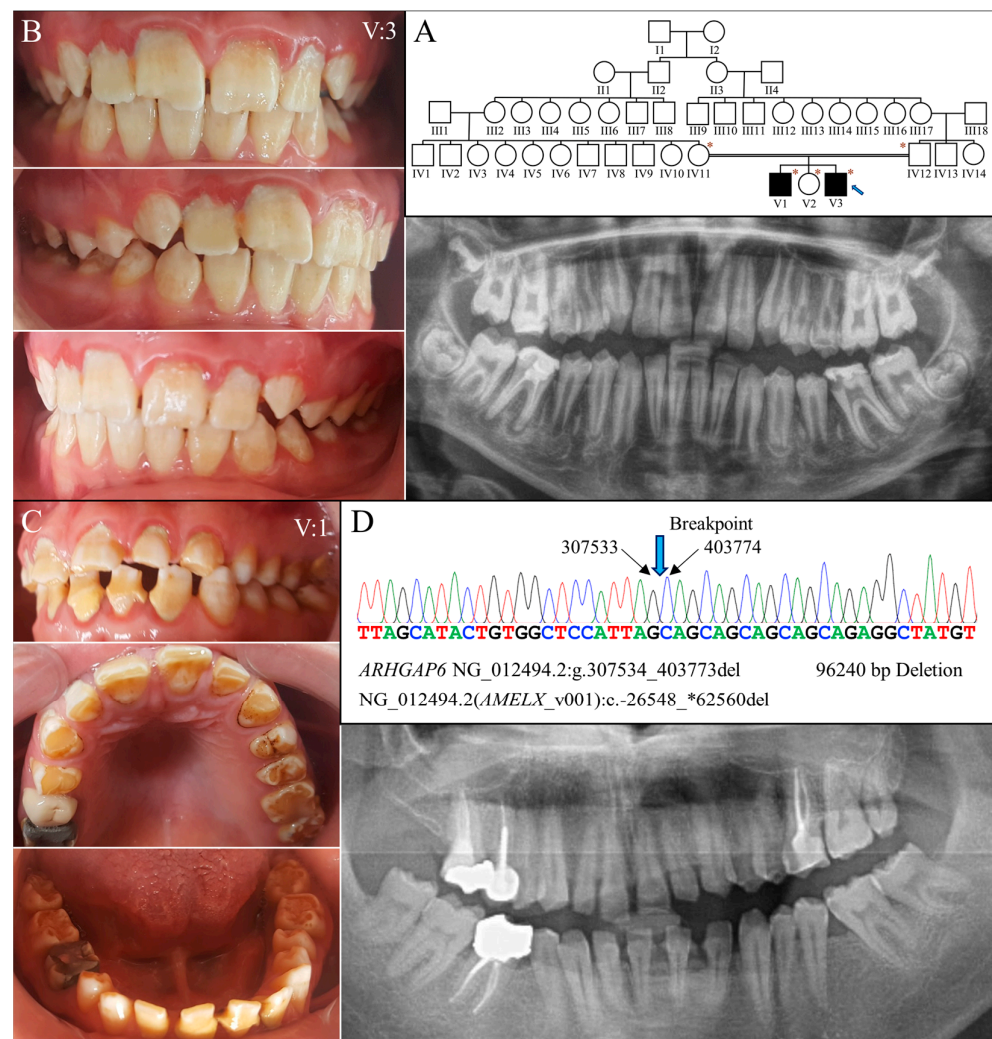 B
V:3
A
I1 I2
II1 II2 II3 II4
III1 III2 III3 III4 III5 III6 III7 III8 III9 III10 III11 III12 III13 III14 III15 III16 III17 III18
* *
IV1 IV2 IV3 IV4 IV5 IV6 IV7 IV8 IV9 IV10 IV11 IV12 IV13 IV14
* * *
V1 V2 V3
C
V:1
D
Breakpoint
307533 403774
TTAGCATACTGTGGCTCCATTAGCAGCAGCAGCAGCAGAGGCTATGT
ARHGAP6 NG_012494.2:g.307534_403773del 96240 bp Deletion
NG_012494.2(AMELX_v001):c.-26548_*62560del